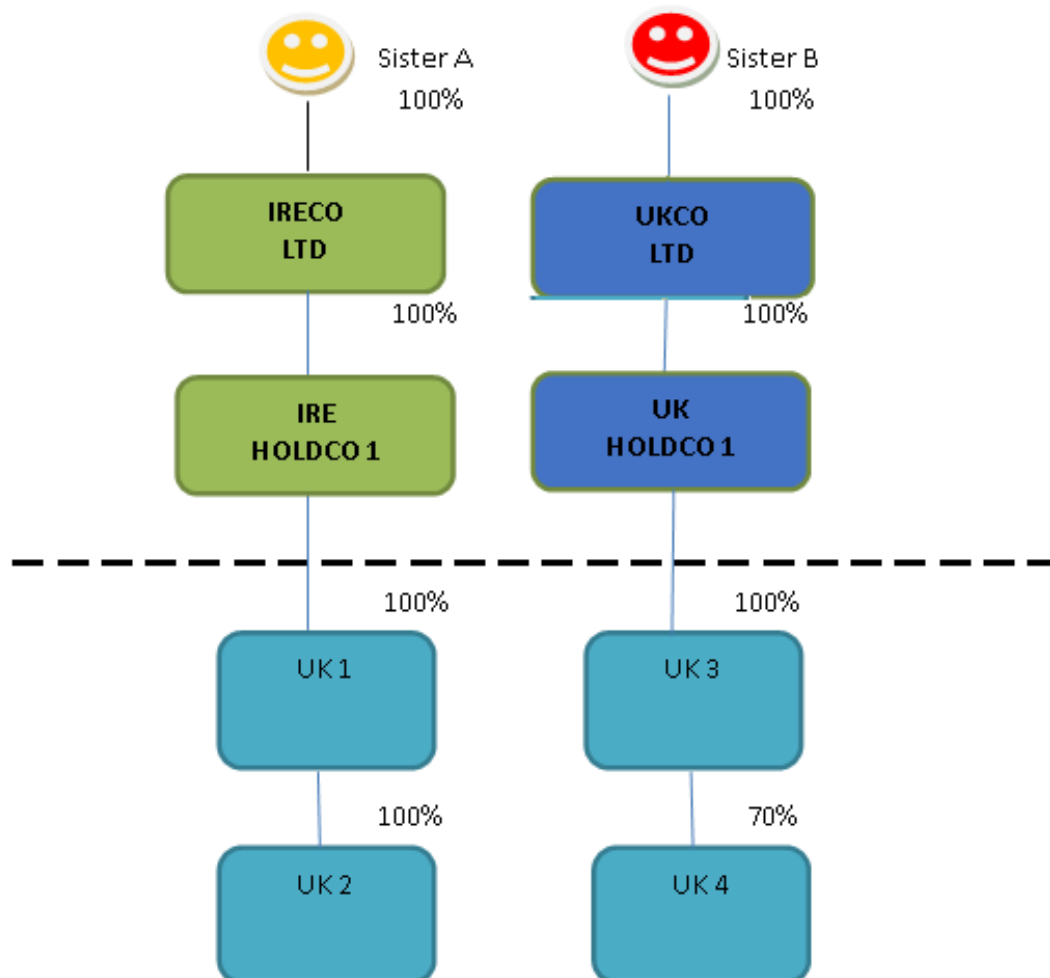 Sister A
100%
Sister B
100%
IRECO
LTD
UKCO
LTD
100%
100%
IRE
HOLDCO 1
UK
HOLDCO 1
100%
100%
UK 1
UK 3
100%
70%
UK 2
UK 4